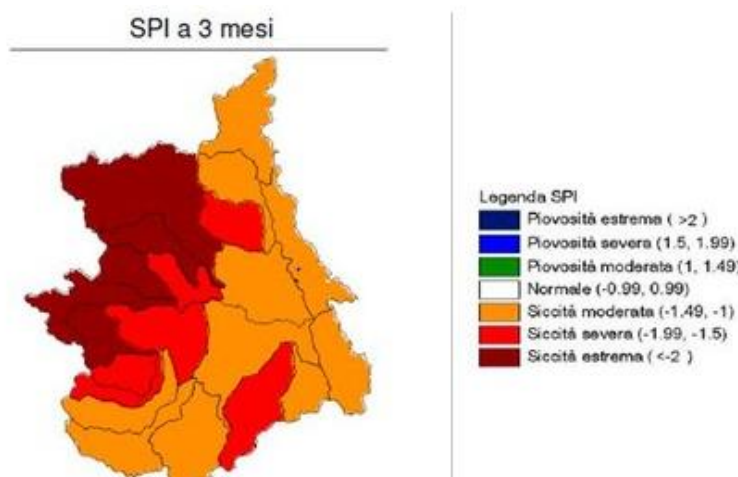 SPI a 3 mesi
Legenda SPI
Piovosità estrema ( >2 )
Piovosità severa (1.5, 1.99)
Piovosità moderata (1, 1.49)
Normale (-0.99, 0.99)
Siccità moderata (-1.49, -1)
Siccità severa (-1.99, -1.5)
Siccità estrema ( <-2 )